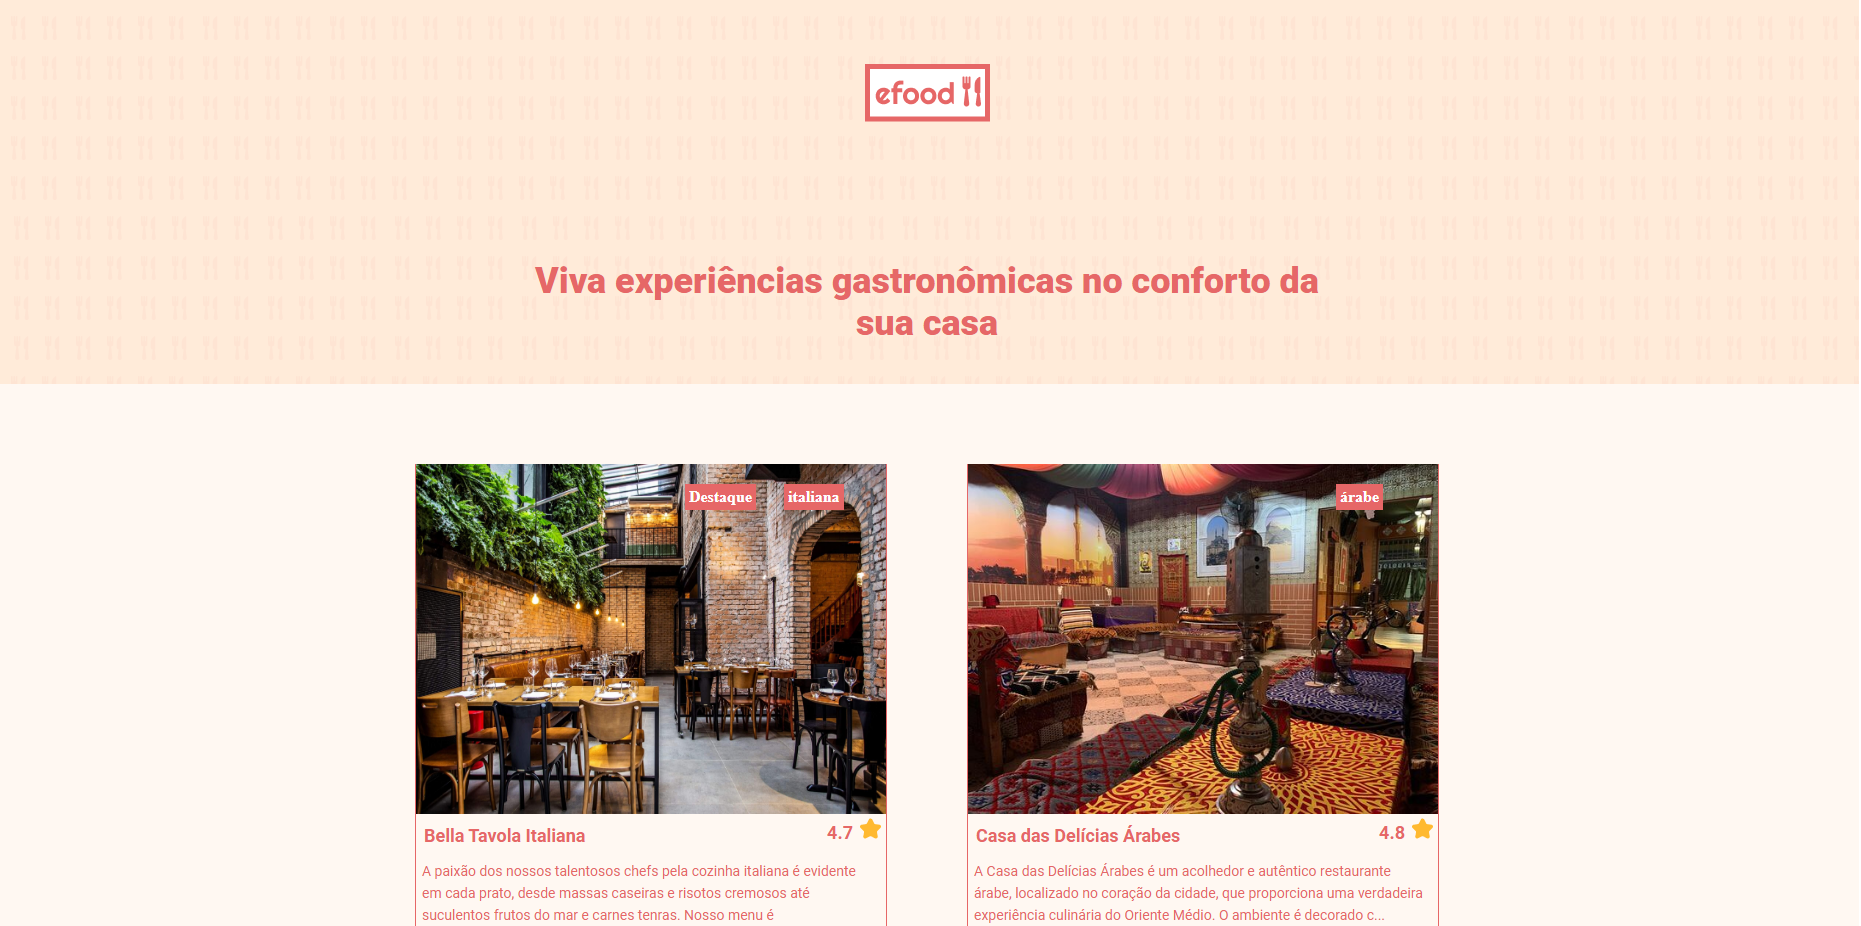 efood
Viva experiências gastronômicas no conforto da
sua casa
Destaque
italiana
Bella Tavola Italiana
4.7
A paixão dos nossos talentosos chefs pela cozinha italiana é evidente
em cada prato, desde massas caseiras e risotos cremosos até
suculentos frutos do mar e carnes tenras. Nosso menu é
árabe
Casa das Delícias Árabes
4.8
A Casa das Delícias Árabes é um acolhedor e autêntico restaurante
árabe, localizado no coração da cidade, que proporciona uma verdadeira
experiência culinária do Oriente Médio. O ambiente é decorado c...